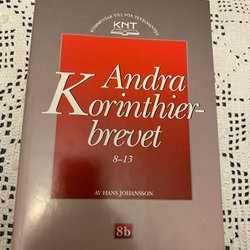 KOMMENTAR TILL NYA TESTAMENTET
KNT
Andra
Korinthier-
brevet
8–13
AV HANS JOHANSSON
8b